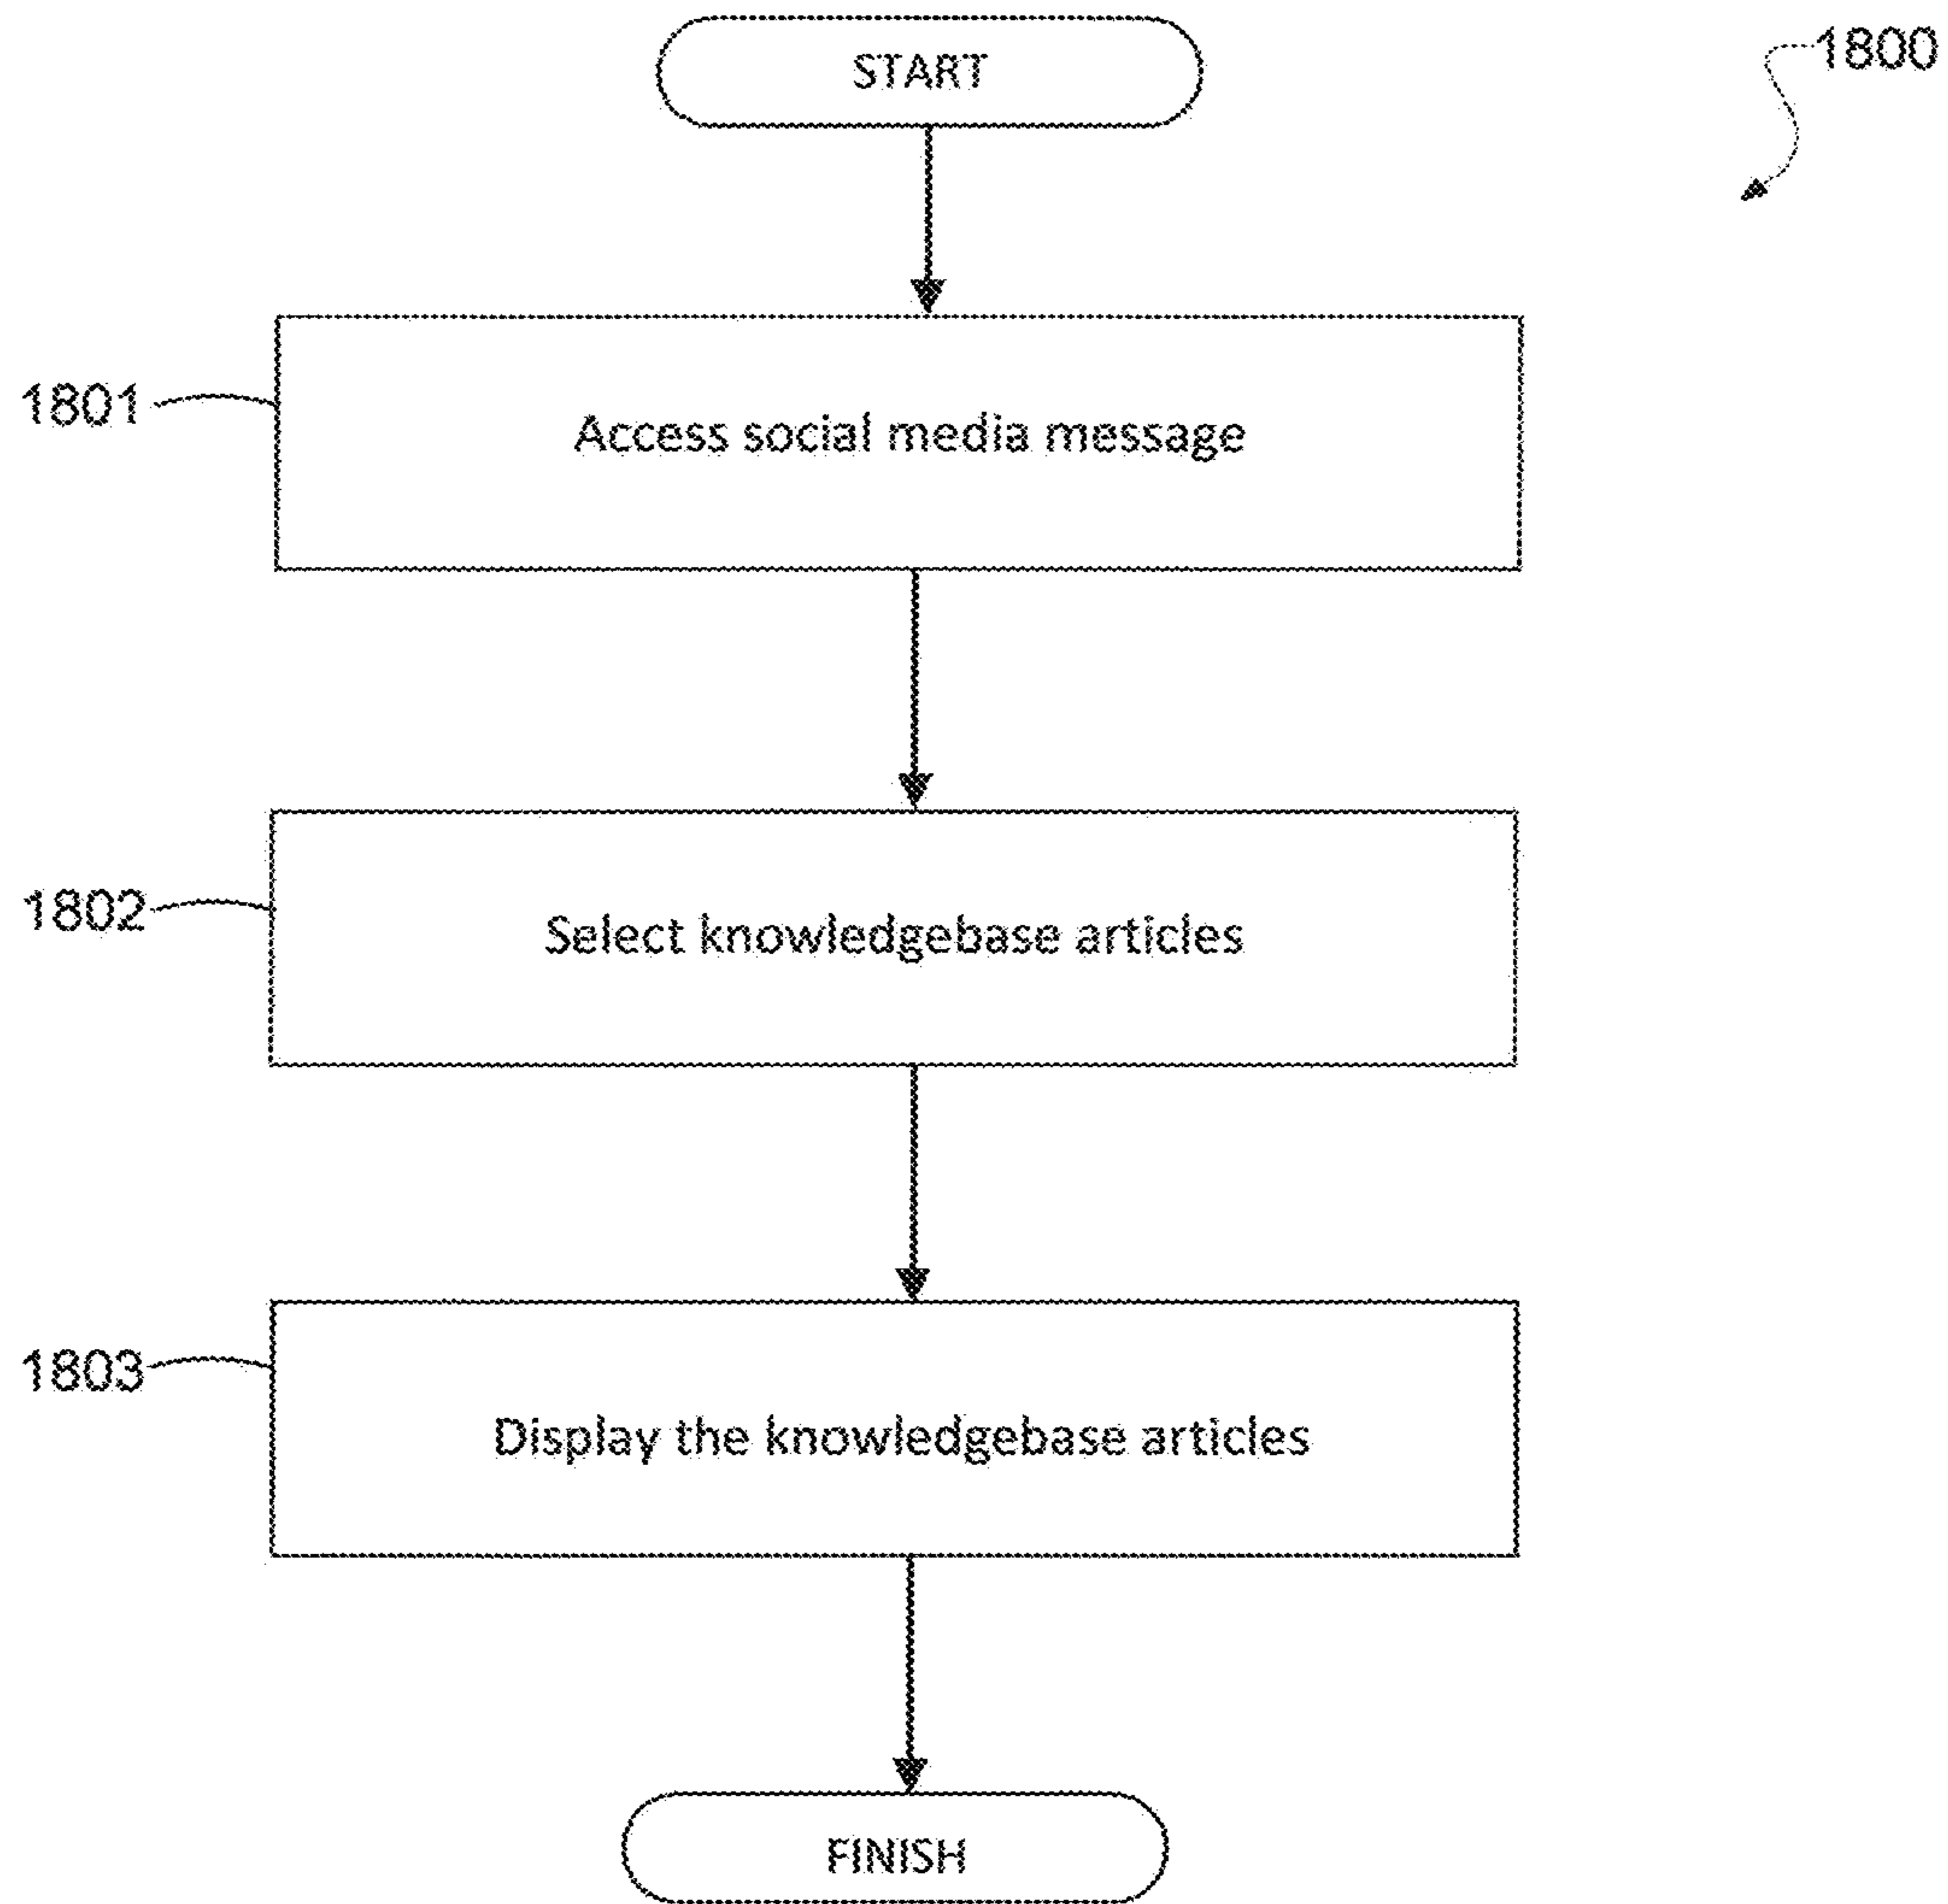 START
1800
1801
Access social media message
1802
Select knowledgebase articles
1803
Display the knowledgebase articles
FINISH